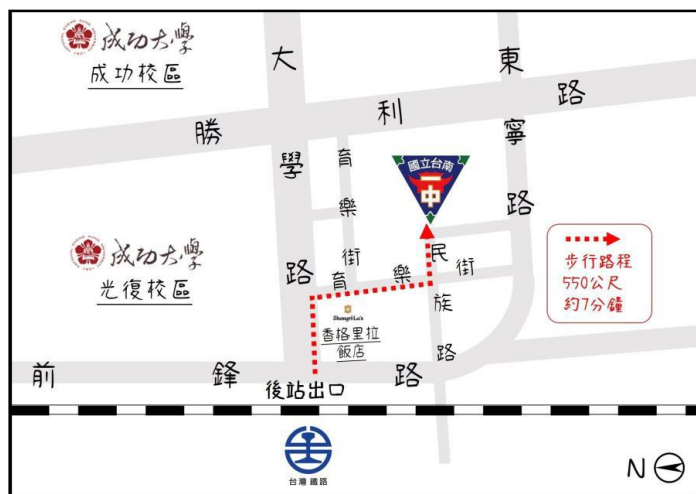 成功大學
成功校區
大學路
東寧路
勝利路
育樂街
國立台南
一中
成功大學
光復校區
育樂街
民族路
步行路程
550公尺
約7分鐘
Shangri-La's
香格里拉
飯店
前鋒路
後站出口
台灣鐵路
N